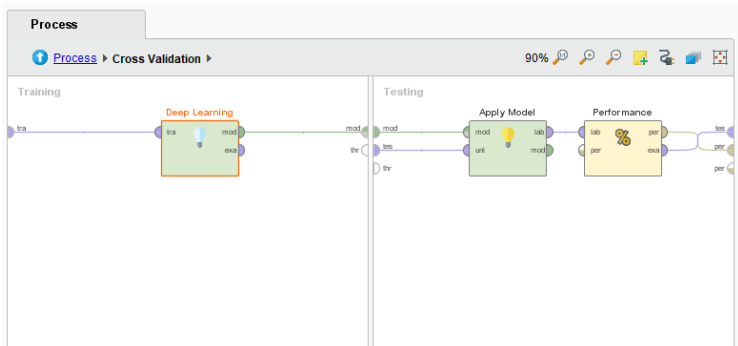 Process
Process ▸ Cross Validation ▸
90%
Training
Testing
Deep Learning
Apply Model
Performance
tra
tra
mod
exa
mod
thr
mod
tes
thr
mod
unl
lab
mod
lab
per
per
exa
tes
per
per